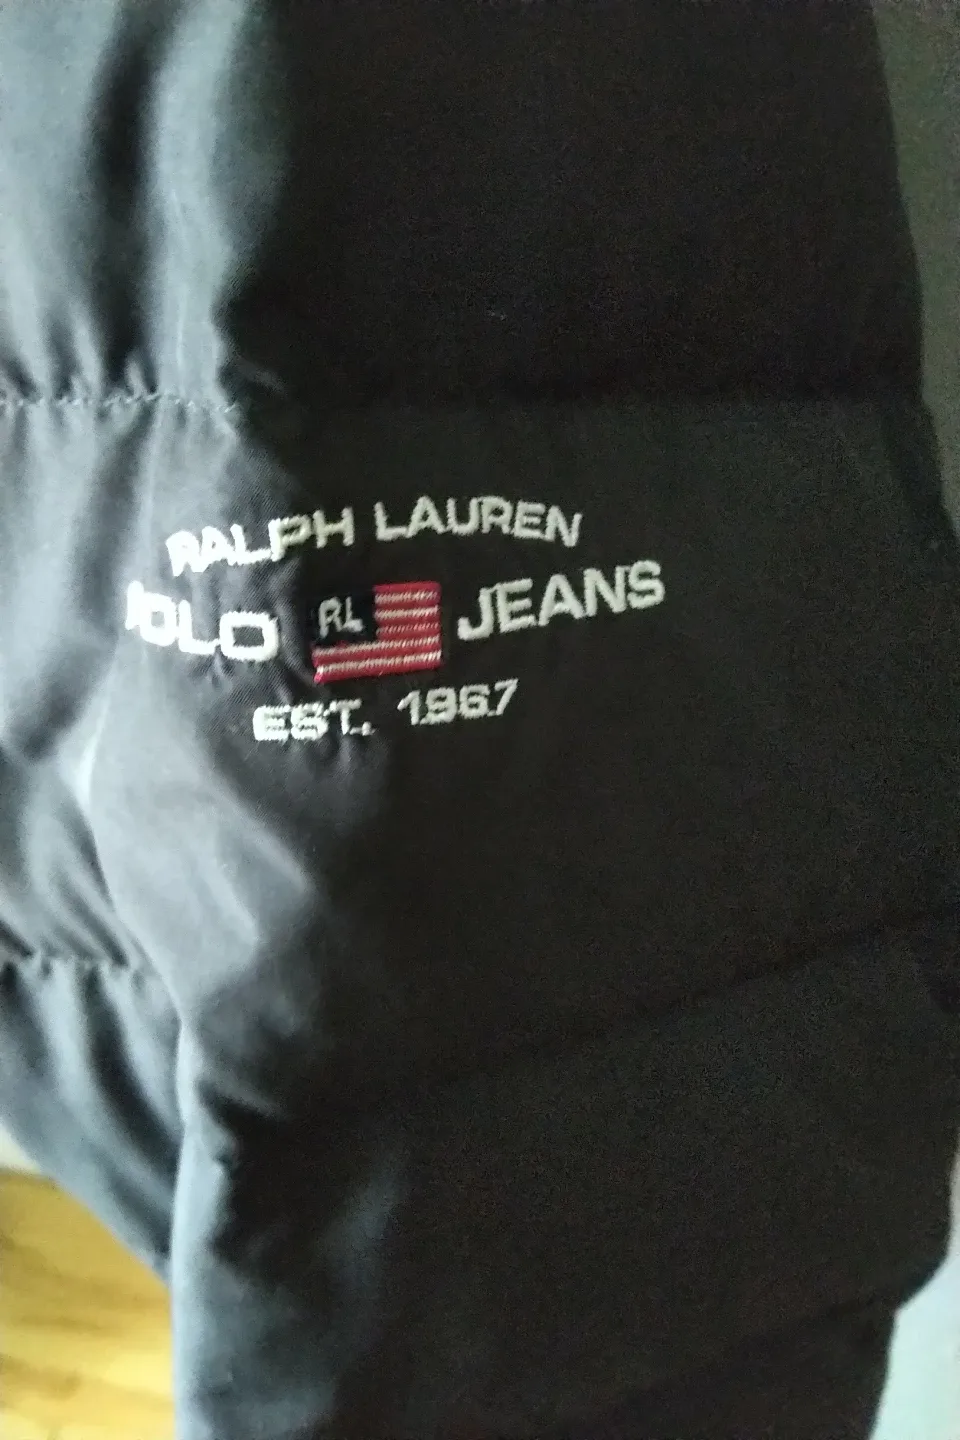 RALPH LAUREN
POLO RL JEANS
EST. 1967